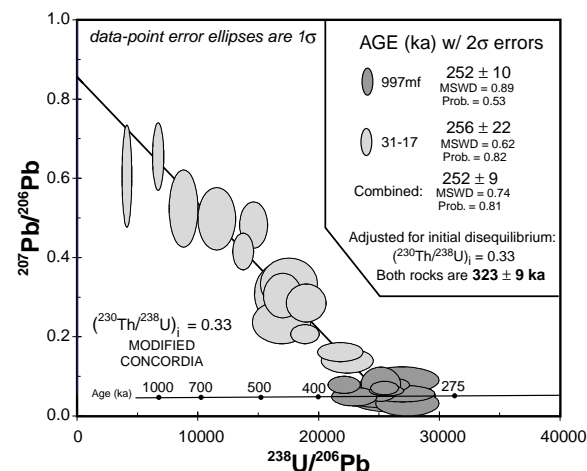 data-point error ellipses are 1σ
AGE (ka) w/ 2σ errors
997mf
252 ± 10
MSWD = 0.89
Prob. = 0.53
31-17
256 ± 22
MSWD = 0.62
Prob. = 0.82
Combined:
252 ± 9
MSWD = 0.74
Prob. = 0.81
Adjusted for initial disequilibrium:
(²³⁰Th/²³⁸U)ᵢ = 0.33
Both rocks are 323 ± 9 ka
(²³⁰Th/²³⁸U)ᵢ = 0.33
MODIFIED
CONCORDIA
Age (ka) 1000 700 500 400 275
²⁰⁷Pb/²⁰⁶Pb
1.0
0.8
0.6
0.4
0.2
0.0
0 10000 20000 30000 40000
²³⁸U/²⁰⁶Pb